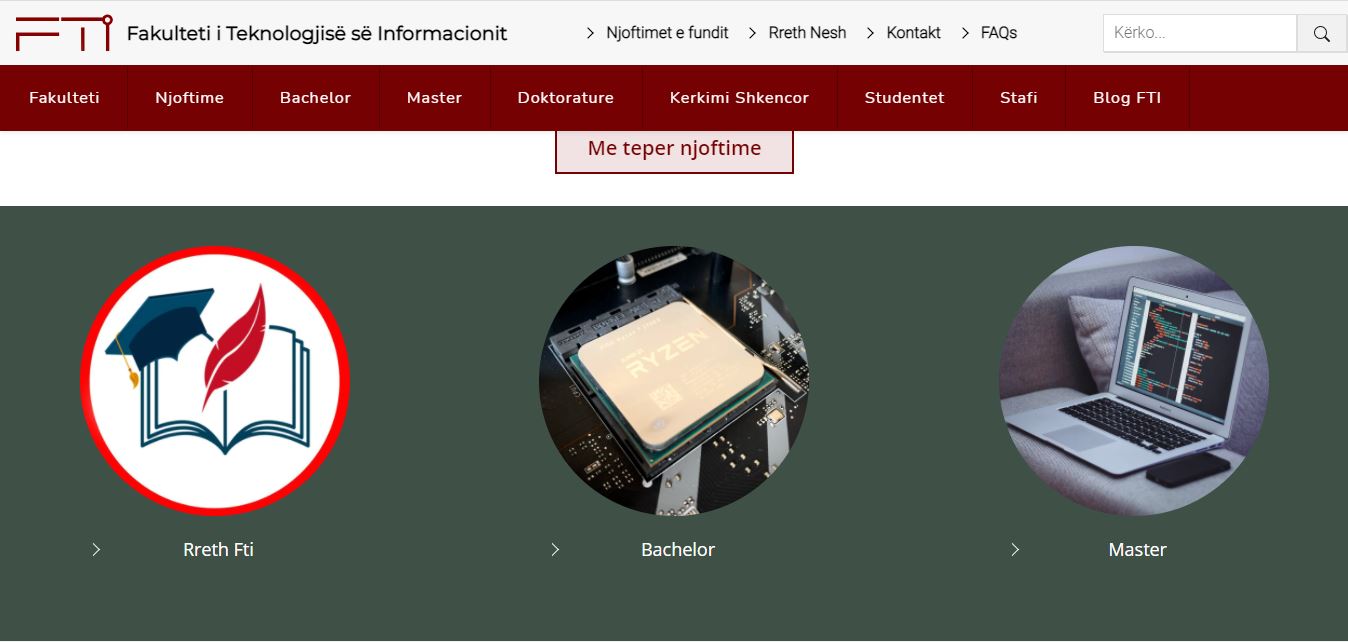 FTI Fakulteti i Teknologjisë së Informacionit
Njoftimet e fundit Rreth Nesh Kontakt FAQs
Kërko...
Fakulteti Njoftime Bachelor Master Doktorature Kerkimi Shkencor Studentet Stafi Blog FTI
Me teper njoftime
AMD
RYZEN
Rreth Fti Bachelor Master